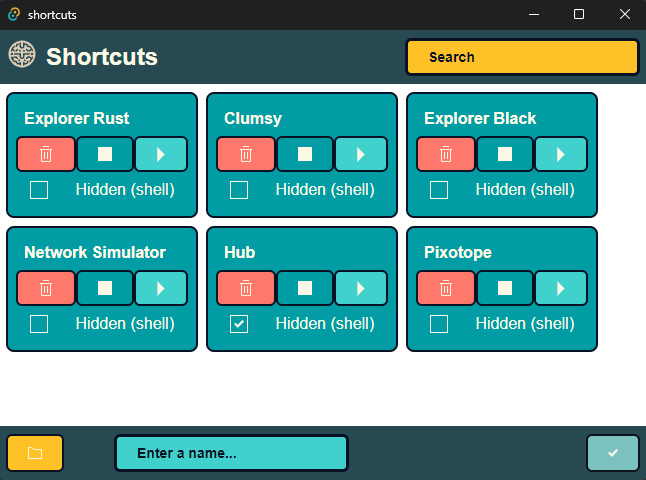 shortcuts
Shortcuts
Search
Explorer Rust
Clumsy
Explorer Black
Hidden (shell)
Hidden (shell)
Hidden (shell)
Network Simulator
Hub
Pixotope
Hidden (shell)
Hidden (shell)
Hidden (shell)
Enter a name...